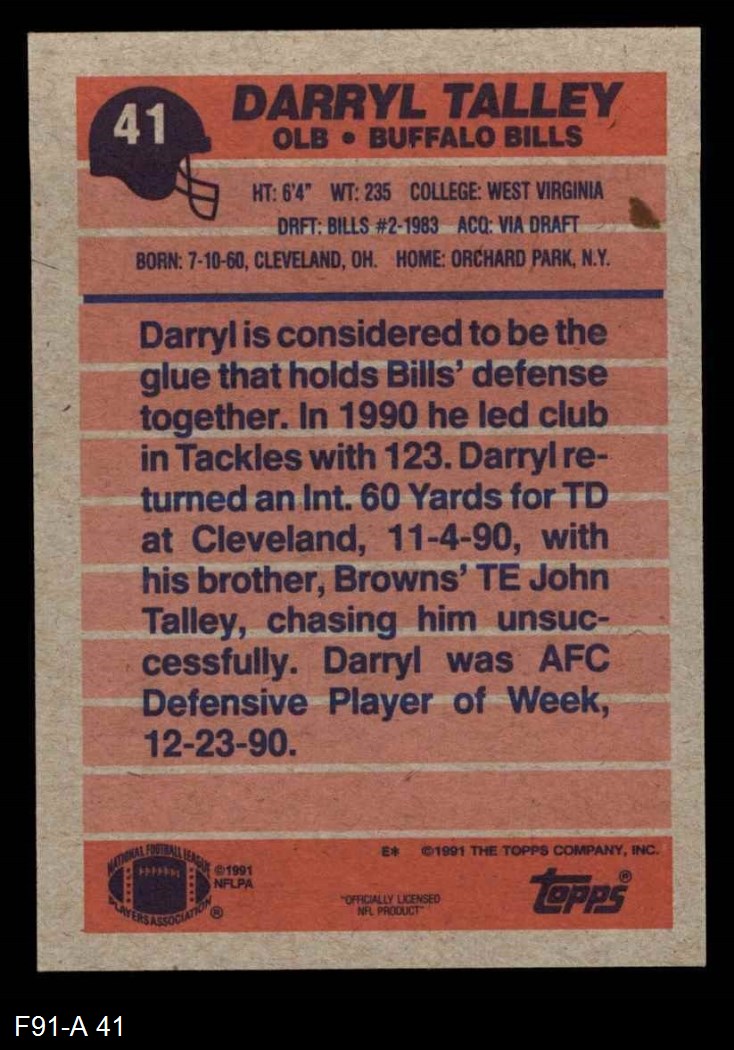 41
DARRYL TALLEY
OLB • BUFFALO BILLS
HT: 6'4" WT: 235 COLLEGE: WEST VIRGINIA
DRFT: BILLS #2-1983 ACQ: VIA DRAFT
BORN: 7-10-60, CLEVELAND, OH. HOME: ORCHARD PARK, N.Y.
Darryl is considered to be the
glue that holds Bills' defense
together. In 1990 he led club
in Tackles with 123. Darryl re-
turned an Int. 60 Yards for TD
at Cleveland, 11-4-90, with
his brother, Browns' TE John
Talley, chasing him unsuc-
cessfully. Darryl was AFC
Defensive Player of Week,
12-23-90.
E* ©1991 THE TOPPS COMPANY, INC.
NATIONAL FOOTBALL LEAGUE
PLAYERS ASSOCIATION ®
©1991
NFLPA
"OFFICIALLY LICENSED
NFL PRODUCT"
topps®
F91-A 41